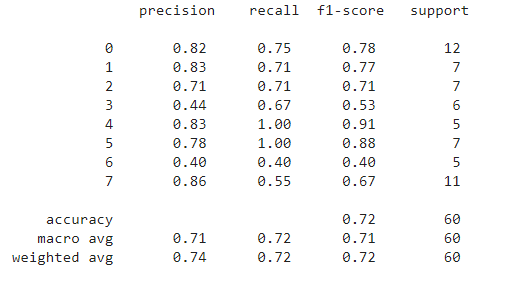 precision recall f1-score support
0 0.82 0.75 0.78 12
1 0.83 0.71 0.77 7
2 0.71 0.71 0.71 7
3 0.44 0.67 0.53 6
4 0.83 1.00 0.91 5
5 0.78 1.00 0.88 7
6 0.40 0.40 0.40 5
7 0.86 0.55 0.67 11
accuracy 0.72 60
macro avg 0.71 0.72 0.71 60
weighted avg 0.74 0.72 0.72 60